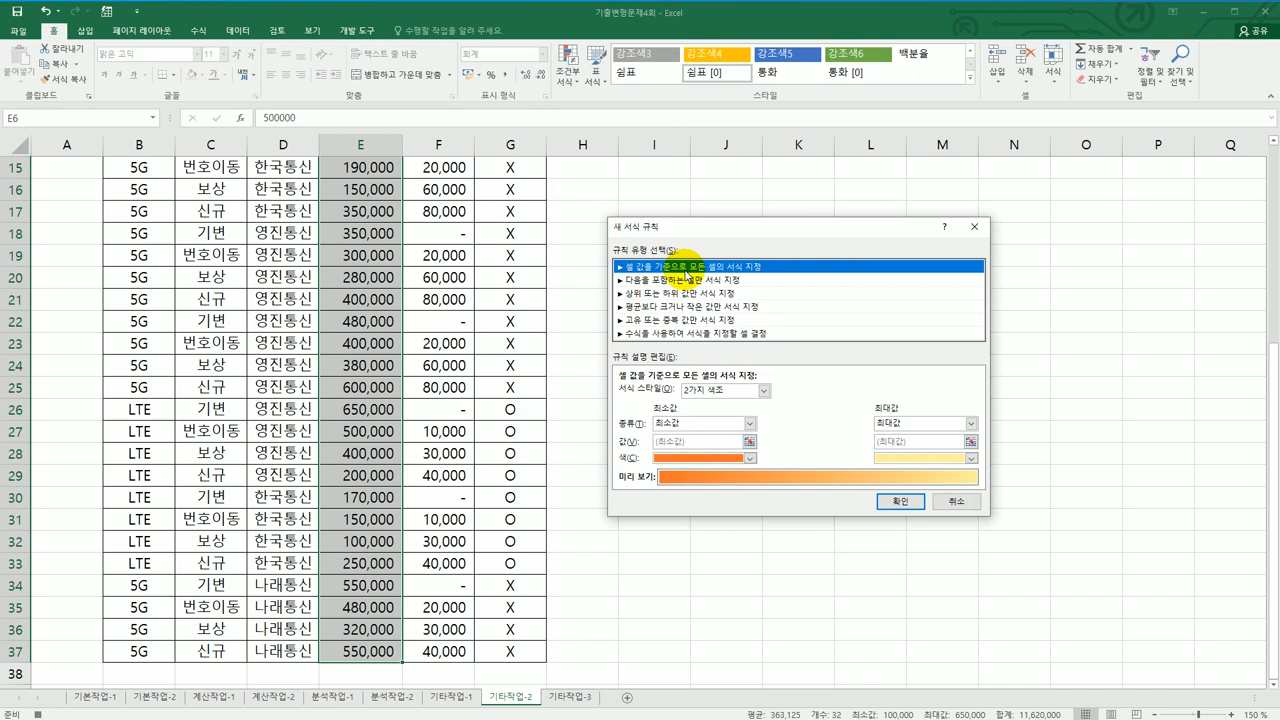 기출변형문제4회 - Excel
파일 홈 삽입 페이지 레이아웃 수식 데이터 검토 보기 개발 도구 수행할 작업을 알려 주세요. 공유
붙여넣기 잘라내기 복사 서식 복사
맑은 고딕 11
텍스트 줄 바꿈
병합하고 가운데 맞춤
회계
조건부 서식 표 서식
강조색3 강조색4 강조색5 강조색6 백분율
쉼표 쉼표 [0] 통화 통화 [0]
삽입 삭제 서식
자동 합계
채우기
지우기
정렬 및 필터 찾기 및 선택
클립보드 글꼴 맞춤 표시 형식 스타일 셀 편집
E6 fx 500000
A B C D E F G H I J K L M N O P Q
15 5G 번호이동 한국통신 190,000 20,000 X
16 5G 보상 한국통신 150,000 60,000 X
17 5G 신규 한국통신 350,000 80,000 X
18 5G 기변 영진통신 350,000 - X
19 5G 번호이동 영진통신 300,000 20,000 X
20 5G 보상 영진통신 280,000 60,000 X
21 5G 신규 영진통신 400,000 80,000 X
22 5G 기변 영진통신 480,000 - X
23 5G 번호이동 영진통신 400,000 20,000 X
24 5G 보상 영진통신 380,000 60,000 X
25 5G 신규 영진통신 600,000 80,000 X
26 LTE 기변 영진통신 650,000 - O
27 LTE 번호이동 영진통신 500,000 10,000 O
28 LTE 보상 영진통신 400,000 30,000 O
29 LTE 신규 영진통신 200,000 40,000 O
30 LTE 기변 한국통신 170,000 - O
31 LTE 번호이동 한국통신 150,000 10,000 O
32 LTE 보상 한국통신 100,000 30,000 O
33 LTE 신규 한국통신 250,000 40,000 O
34 5G 기변 나래통신 550,000 - X
35 5G 번호이동 나래통신 480,000 20,000 X
36 5G 보상 나래통신 320,000 30,000 X
37 5G 신규 나래통신 550,000 40,000 X
38
새 서식 규칙 ?
규칙 유형 선택(S):
► 셀 값을 기준으로 모든 셀의 서식 지정
► 다음을 포함하는 셀만 서식 지정
► 상위 또는 하위 값만 서식 지정
► 평균보다 크거나 작은 값만 서식 지정
► 고유 또는 중복 값만 서식 지정
► 수식을 사용하여 서식을 지정할 셀 결정
규칙 설명 편집(E):
셀 값을 기준으로 모든 셀의 서식 지정:
서식 스타일(O): 2가지 색조
최소값 최대값
종류(T): 최소값 최대값
값(V): (최소값) (최대값)
색(C):
미리 보기:
확인 취소
기본작업-1 기본작업-2 계산작업-1 계산작업-2 분석작업-1 분석작업-2 기타작업-1 기타작업-2 기타작업-3
준비 평균: 363,125 개수: 32 최소값: 100,000 최대값: 650,000 합계: 11,620,000 150 %